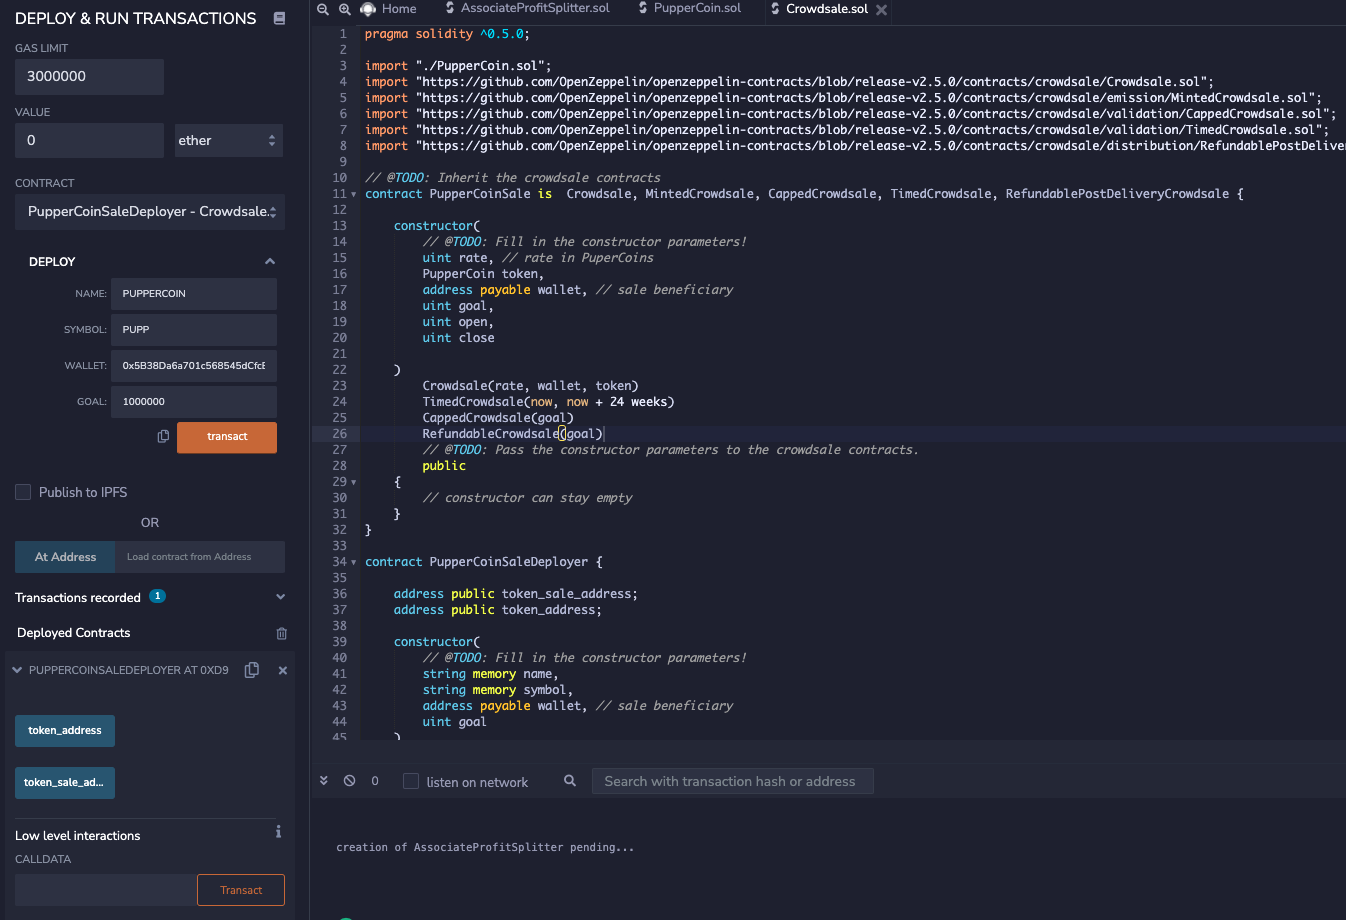 DEPLOY & RUN TRANSACTIONS
GAS LIMIT
3000000
VALUE
0
ether
CONTRACT
PupperCoinSaleDeployer - Crowdsale.
DEPLOY
NAME:
PUPPERCOIN
SYMBOL:
PUPP
WALLET:
0x5B38Da6a701c568545dCfcB
GOAL:
1000000
transact
Publish to IPFS
OR
At Address
Load contract from Address
Transactions recorded
1
Deployed Contracts
PUPPERCOINSALEDEPLOYER AT 0XD9
token_address
token_sale_ad...
Low level interactions
CALLDATA
Transact
Home
AssociateProfitSplitter.sol
PupperCoin.sol
Crowdsale.sol
1 pragma solidity ^0.5.0;
2
3 import "./PupperCoin.sol";
4 import "https://github.com/OpenZeppelin/openzeppelin-contracts/blob/release-v2.5.0/contracts/crowdsale/Crowdsale.sol";
5 import "https://github.com/OpenZeppelin/openzeppelin-contracts/blob/release-v2.5.0/contracts/crowdsale/emission/MintedCrowdsale.sol";
6 import "https://github.com/OpenZeppelin/openzeppelin-contracts/blob/release-v2.5.0/contracts/crowdsale/validation/CappedCrowdsale.sol";
7 import "https://github.com/OpenZeppelin/openzeppelin-contracts/blob/release-v2.5.0/contracts/crowdsale/validation/TimedCrowdsale.sol";
8 import "https://github.com/OpenZeppelin/openzeppelin-contracts/blob/release-v2.5.0/contracts/crowdsale/distribution/RefundablePostDelive
9
10 // @TODO: Inherit the crowdsale contracts
11 contract PupperCoinSale is Crowdsale, MintedCrowdsale, CappedCrowdsale, TimedCrowdsale, RefundablePostDeliveryCrowdsale {
12
13 constructor(
14 // @TODO: Fill in the constructor parameters!
15 uint rate, // rate in PuperCoins
16 PupperCoin token,
17 address payable wallet, // sale beneficiary
18 uint goal,
19 uint open,
20 uint close
21
22 )
23 Crowdsale(rate, wallet, token)
24 TimedCrowdsale(now, now + 24 weeks)
25 CappedCrowdsale(goal)
26 RefundableCrowdsale(goal)
27 // @TODO: Pass the constructor parameters to the crowdsale contracts.
28 public
29 {
30 // constructor can stay empty
31 }
32 }
33
34 contract PupperCoinSaleDeployer {
35
36 address public token_sale_address;
37 address public token_address;
38
39 constructor(
40 // @TODO: Fill in the constructor parameters!
41 string memory name,
42 string memory symbol,
43 address payable wallet, // sale beneficiary
44 uint goal
45 )
0
listen on network
Search with transaction hash or address
creation of AssociateProfitSplitter pending...